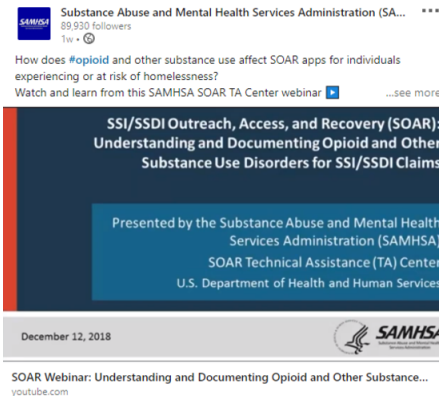 Substance Abuse and Mental Health Services Administration (SA...
SAMHSA
89,930 followers
1w •
How does #opioid and other substance use affect SOAR apps for individuals
experiencing or at risk of homelessness?
Watch and learn from this SAMHSA SOAR TA Center webinar
...see more
SSI/SSDI Outreach, Access, and Recovery (SOAR):
Understanding and Documenting Opioid and Other
Substance Use Disorders for SSI/SSDI Claims
Presented by the Substance Abuse and Mental Health
Services Administration (SAMHSA)
SOAR Technical Assistance (TA) Center
U.S. Department of Health and Human Services
December 12, 2018
SAMHSA
SOAR Webinar: Understanding and Documenting Opioid and Other Substance...
youtube.com